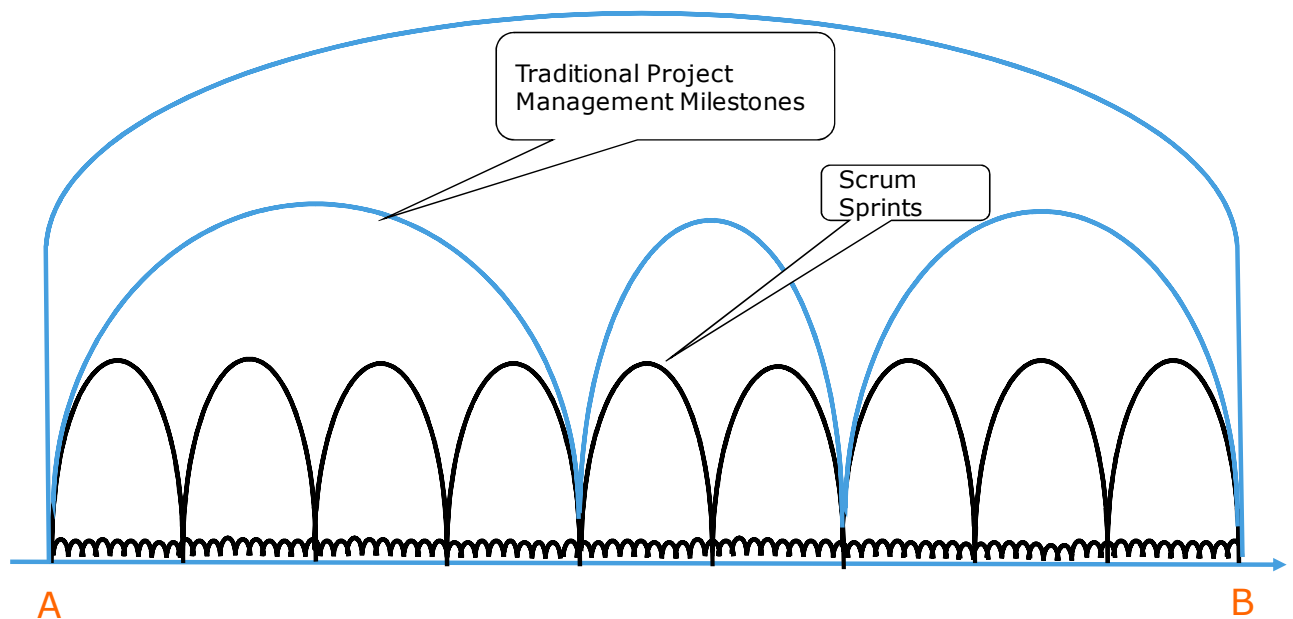 Traditional Project
Management Milestones
Scrum
Sprints
A
B